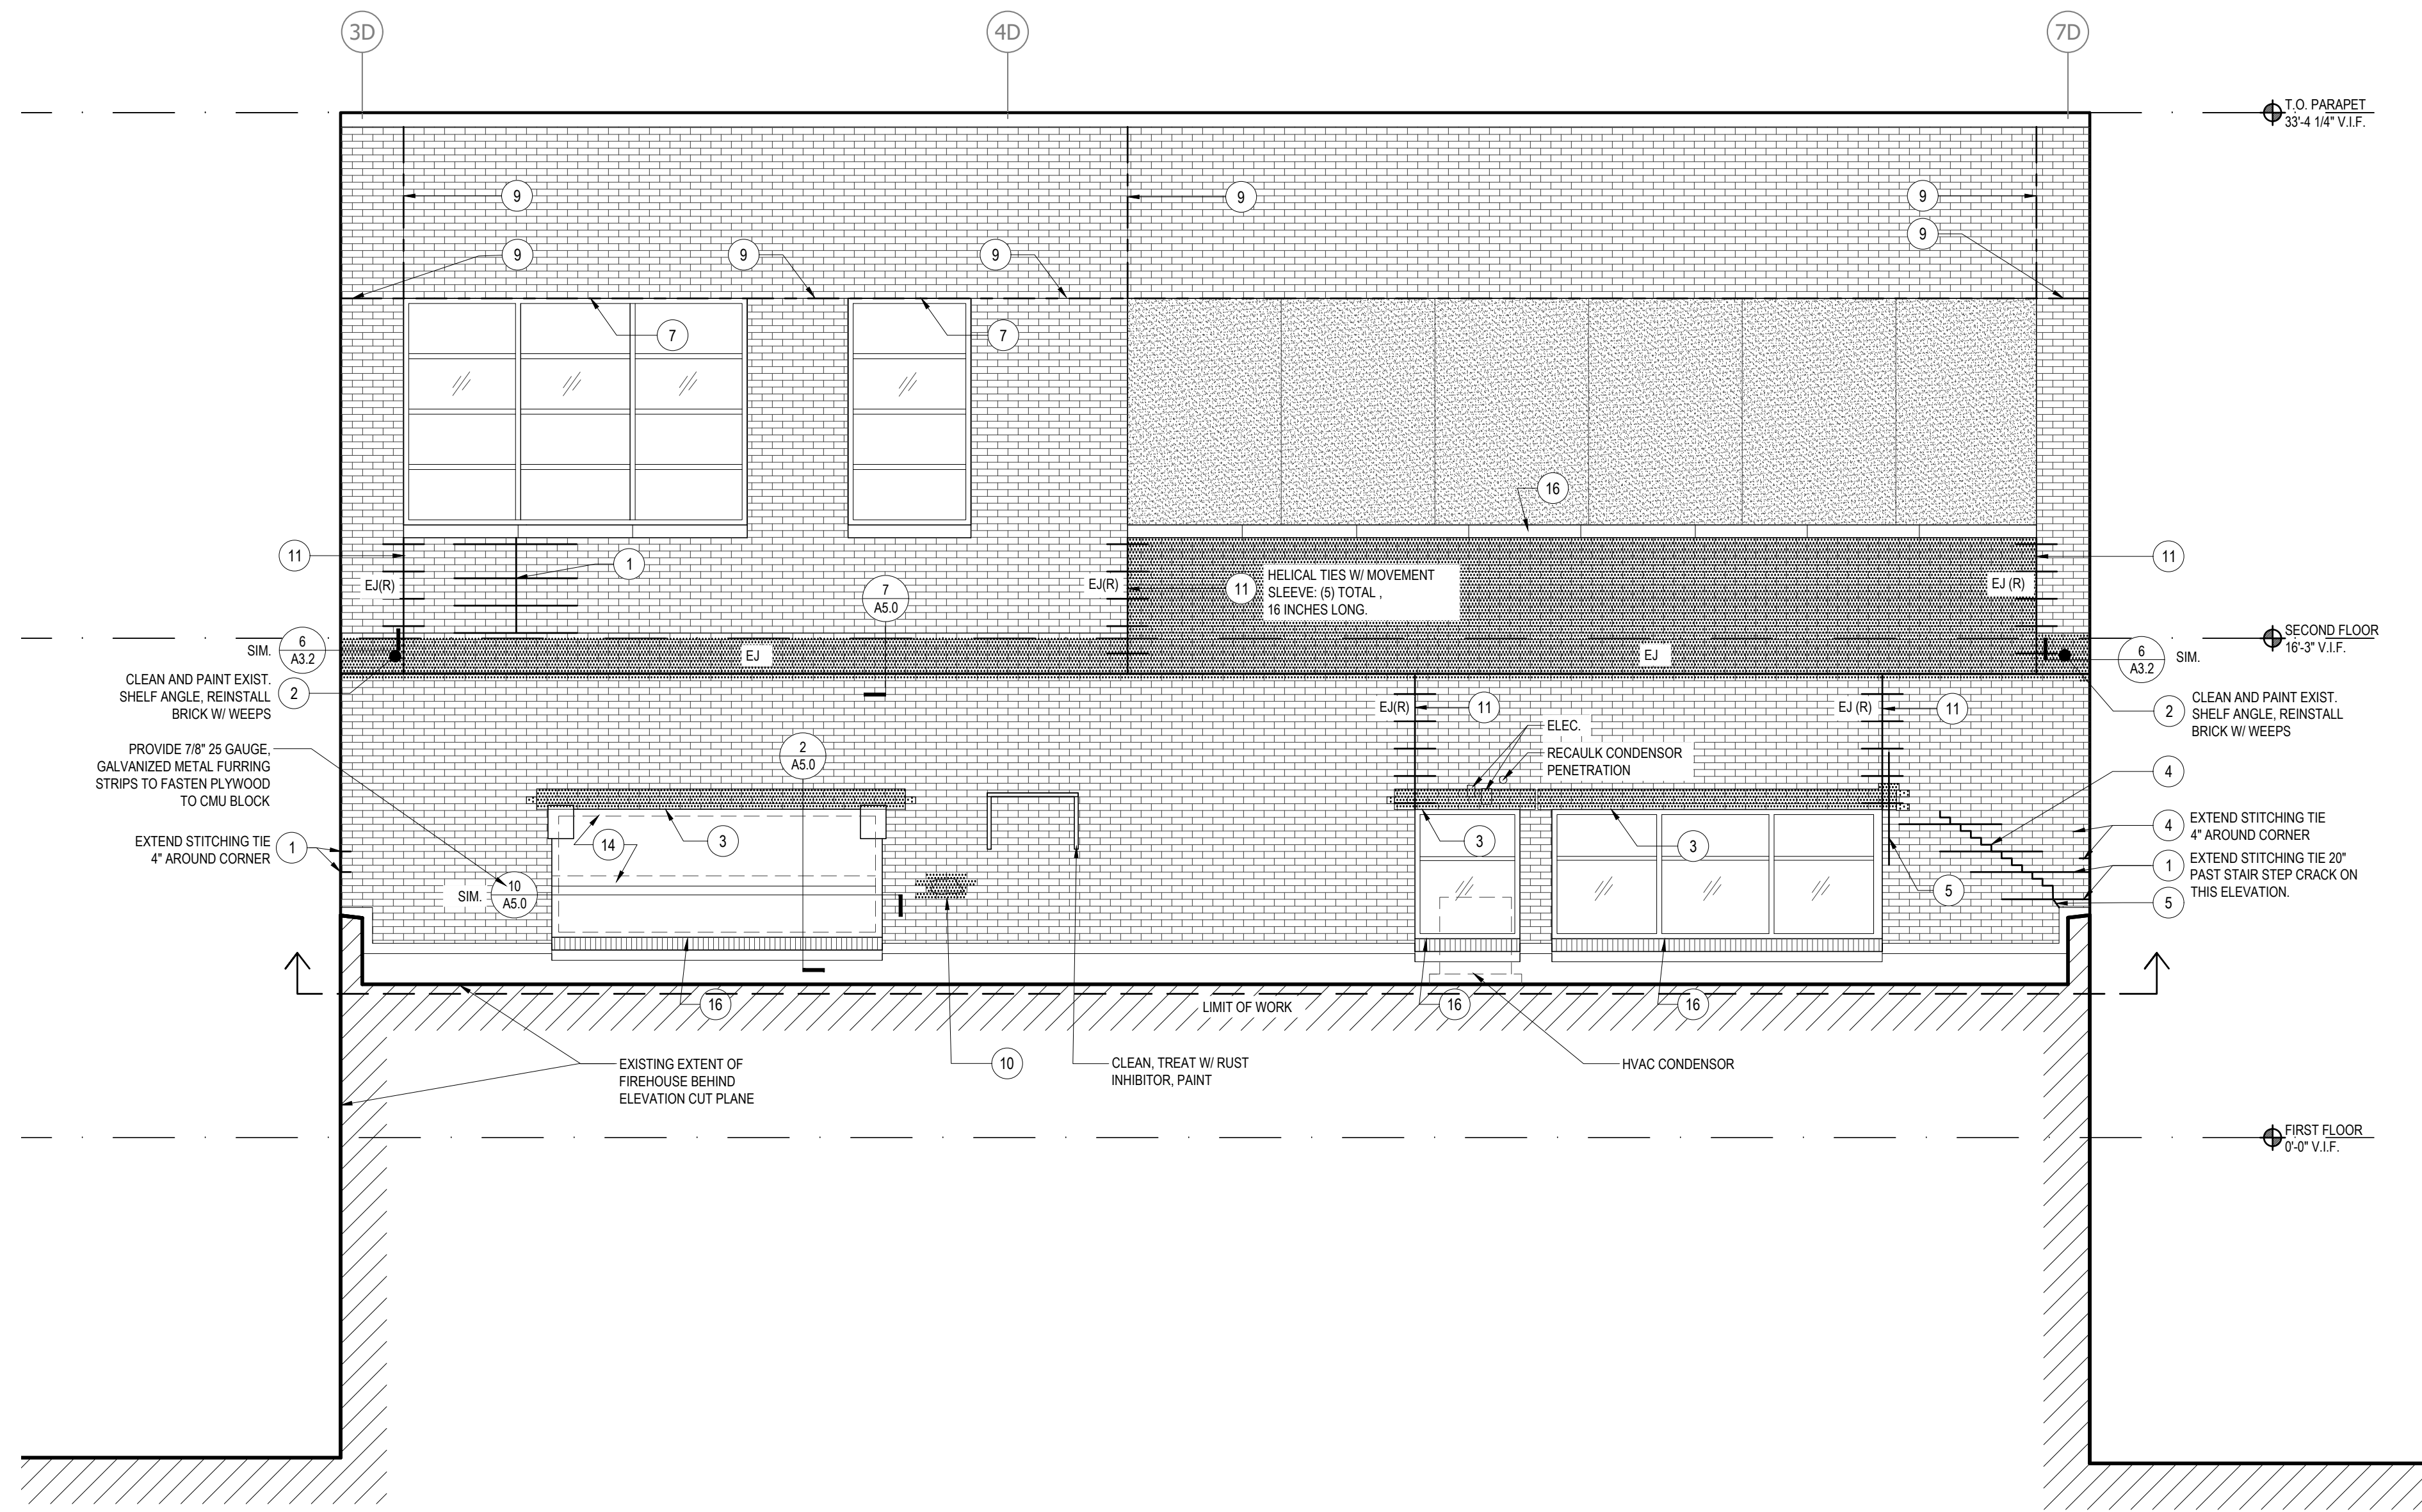 3D
4D
7D
T.O. PARAPET
33'-4 1/4" V.I.F.
9
9
9
9
9
9
9
7
7
16
11
EJ(R)
1
7
A5.0
EJ(R)
11
HELICAL TIES W/ MOVEMENT
SLEEVE: (5) TOTAL ,
16 INCHES LONG.
EJ (R)
11
SIM.
6
A3.2
EJ
EJ
SECOND FLOOR
16'-3" V.I.F.
6
A3.2
SIM.
CLEAN AND PAINT EXIST.
SHELF ANGLE, REINSTALL
BRICK W/ WEEPS
2
EJ(R)
11
EJ (R)
11
2
CLEAN AND PAINT EXIST.
SHELF ANGLE, REINSTALL
BRICK W/ WEEPS
PROVIDE 7/8" 25 GAUGE,
GALVANIZED METAL FURRING
STRIPS TO FASTEN PLYWOOD
TO CMU BLOCK
2
A5.0
ELEC.
RECAULK CONDENSOR
PENETRATION
4
EXTEND STITCHING TIE
4" AROUND CORNER
1
14
3
3
3
4
EXTEND STITCHING TIE
4" AROUND CORNER
1
EXTEND STITCHING TIE 20"
PAST STAIR STEP CRACK ON
THIS ELEVATION.
SIM.
10
A5.0
5
5
16
LIMIT OF WORK
16
16
EXISTING EXTENT OF
FIREHOUSE BEHIND
ELEVATION CUT PLANE
10
CLEAN, TREAT W/ RUST
INHIBITOR, PAINT
HVAC CONDENSOR
FIRST FLOOR
0'-0" V.I.F.